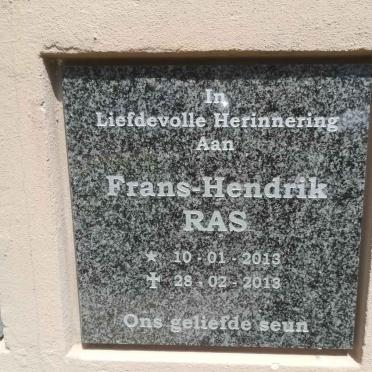 In
Liefdevolle Herinnering
Aan
Frans-Hendrik
RAS
★ 10 · 01 · 2013
✝ 28 · 02 · 2013
Ons geliefde seun